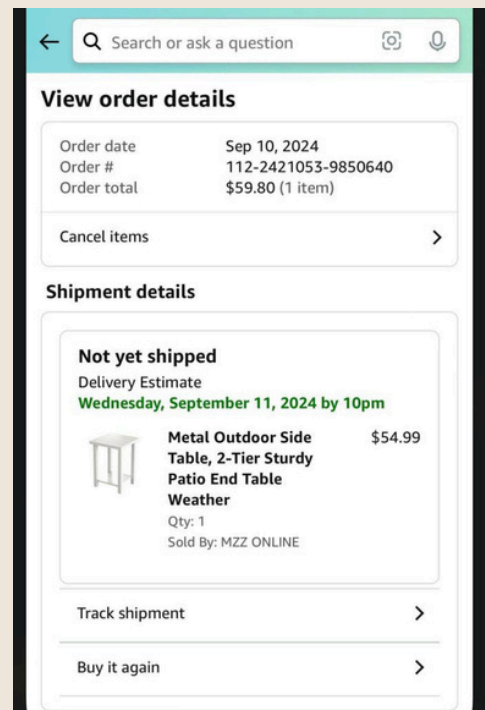 Search or ask a question
View order details
Order date Sep 10, 2024
Order # 112-2421053-9850640
Order total $59.80 (1 item)
Cancel items
Shipment details
Not yet shipped
Delivery Estimate
Wednesday, September 11, 2024 by 10pm
Metal Outdoor Side $54.99
Table, 2-Tier Sturdy
Patio End Table
Weather
Qty: 1
Sold By: MZZ ONLINE
Track shipment
Buy it again